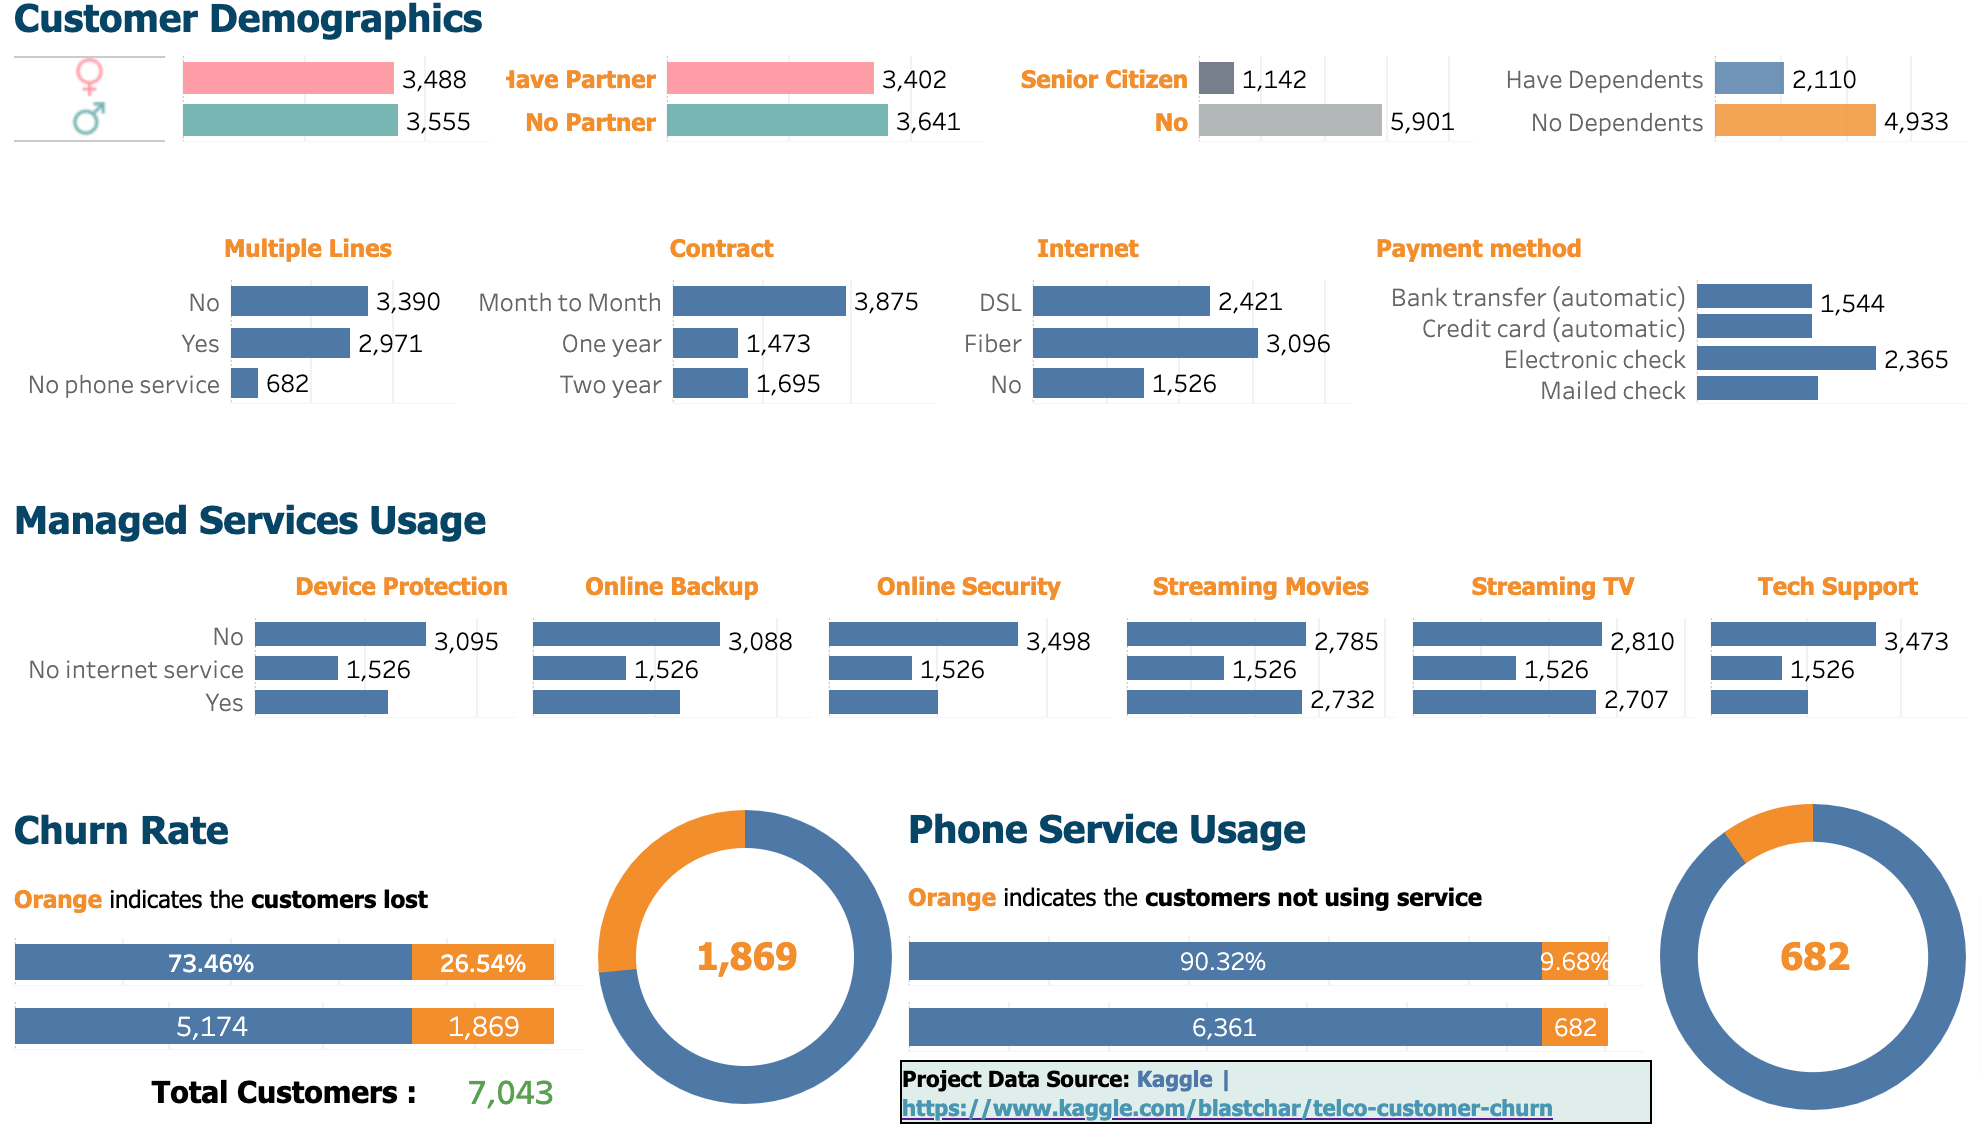 Customer Demographics
3,488
3,555
Have Partner 3,402
No Partner 3,641
Senior Citizen 1,142
No 5,901
Have Dependents 2,110
No Dependents 4,933
Multiple Lines
No 3,390
Yes 2,971
No phone service 682
Contract
Month to Month 3,875
One year 1,473
Two year 1,695
Internet
DSL 2,421
Fiber 3,096
No 1,526
Payment method
Bank transfer (automatic) 1,544
Credit card (automatic)
Electronic check 2,365
Mailed check
Managed Services Usage
Device Protection Online Backup Online Security Streaming Movies Streaming TV Tech Support
No 3,095 3,088 3,498 2,785 2,810 3,473
No internet service 1,526 1,526 1,526 1,526 1,526 1,526
Yes 2,732 2,707
Churn Rate
Orange indicates the customers lost
73.46% 26.54%
5,174 1,869
Total Customers : 7,043
1,869
Phone Service Usage
Orange indicates the customers not using service
90.32% 9.68%
6,361 682
682
Project Data Source: Kaggle |
https://www.kaggle.com/blastchar/telco-customer-churn